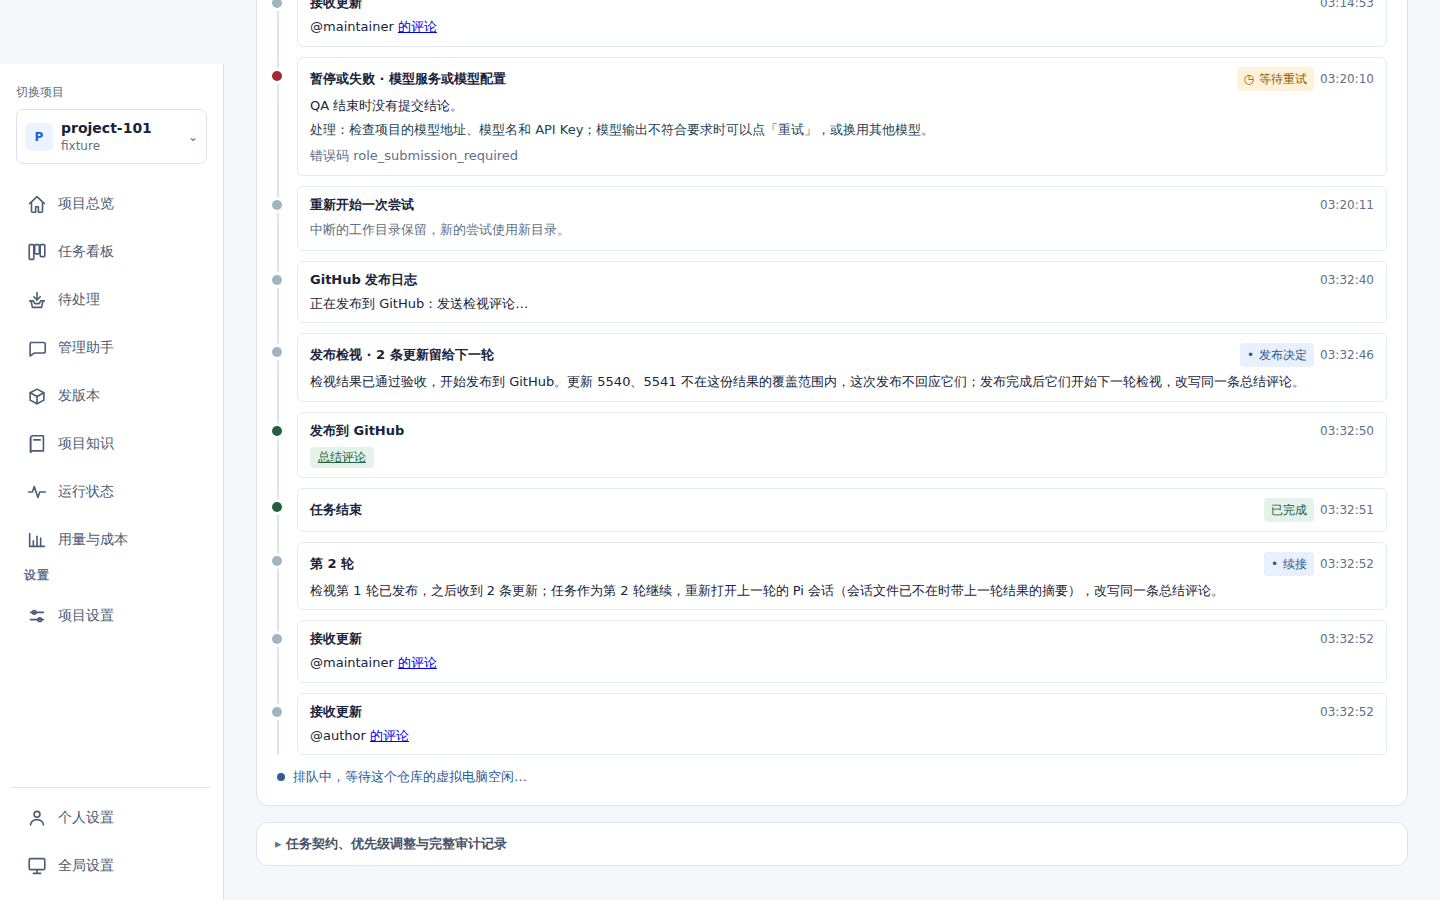 接收更新 03:14:53
@maintainer 的评论
切换项目
P project-101
fixture
项目总览
任务看板
待处理
管理助手
发版本
项目知识
运行状态
用量与成本
设置
项目设置
个人设置
全局设置
暂停或失败 · 模型服务或模型配置 等待重试 03:20:10
QA 结束时没有提交结论。
处理：检查项目的模型地址、模型名和 API Key；模型输出不符合要求时可以点「重试」，或换用其他模型。
错误码 role_submission_required
重新开始一次尝试 03:20:11
中断的工作目录保留，新的尝试使用新目录。
GitHub 发布日志 03:32:40
正在发布到 GitHub：发送检视评论…
发布检视 · 2 条更新留给下一轮 • 发布决定 03:32:46
检视结果已通过验收，开始发布到 GitHub。更新 5540、5541 不在这份结果的覆盖范围内，这次发布不回应它们；发布完成后它们开始下一轮检视，改写同一条总结评论。
发布到 GitHub 03:32:50
总结评论
任务结束 已完成 03:32:51
第 2 轮 • 续接 03:32:52
检视第 1 轮已发布，之后收到 2 条更新；任务作为第 2 轮继续，重新打开上一轮的 Pi 会话（会话文件已不在时带上一轮结果的摘要），改写同一条总结评论。
接收更新 03:32:52
@maintainer 的评论
接收更新 03:32:52
@author 的评论
排队中，等待这个仓库的虚拟电脑空闲…
▸ 任务契约、优先级调整与完整审计记录